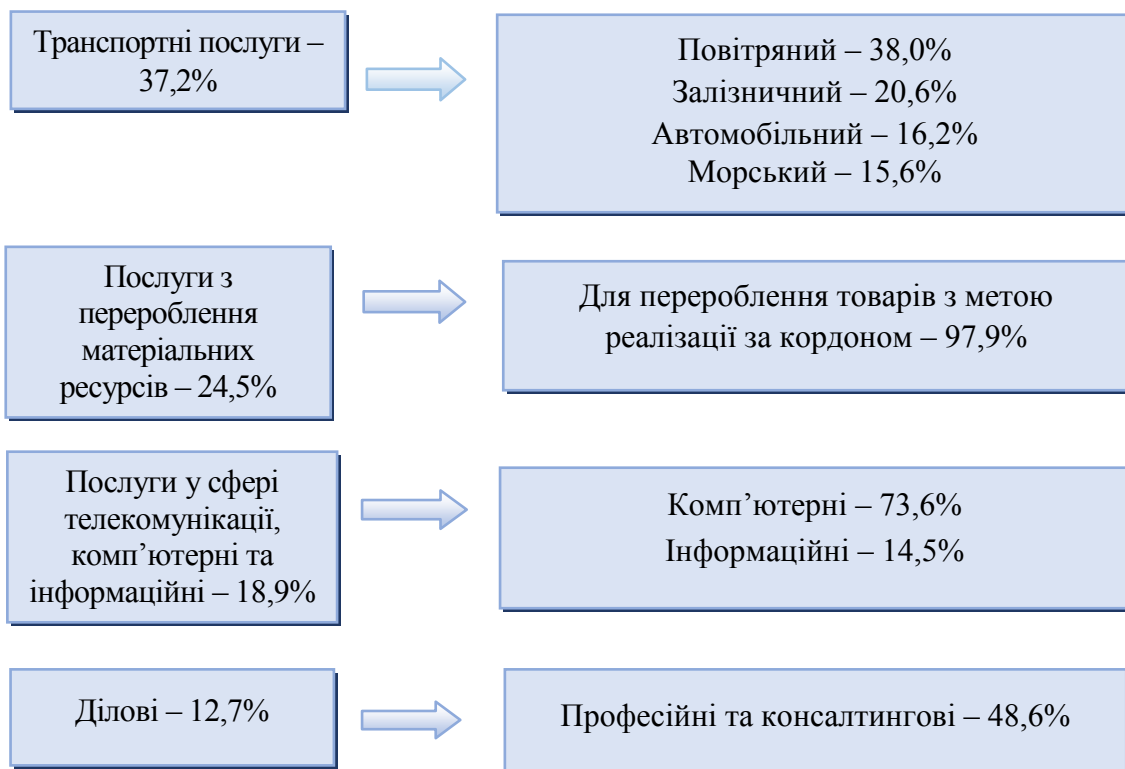 Транспортні послуги –
37,2%
Повітряний – 38,0%
Залізничний – 20,6%
Автомобільний – 16,2%
Морський – 15,6%
Послуги з
перероблення
матеріальних
ресурсів – 24,5%
Для перероблення товарів з метою
реалізації за кордоном – 97,9%
Послуги у сфері
телекомунікації,
комп’ютерні та
інформаційні – 18,9%
Комп’ютерні – 73,6%
Інформаційні – 14,5%
Ділові – 12,7%
Професійні та консалтингові – 48,6%